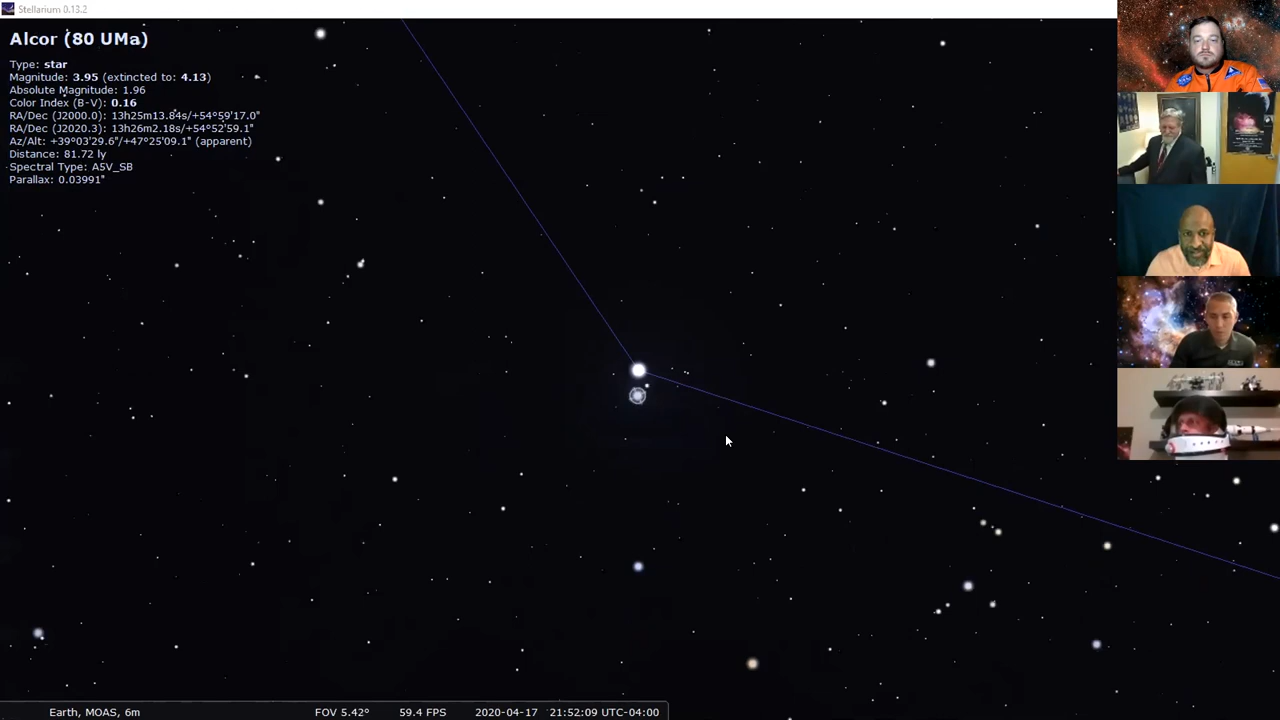 Stellarium 0.13.2
Alcor (80 UMa)
Type: star
Magnitude: 3.95 (extincted to: 4.13)
Absolute Magnitude: 1.96
Color Index (B-V): 0.16
RA/Dec (J2000.0): 13h25m13.84s/+54°59'17.0"
RA/Dec (J2020.3): 13h26m2.18s/+54°52'59.1"
Az/Alt: +39°03'29.6"/+47°25'09.1" (apparent)
Distance: 81.72 ly
Spectral Type: A5V_SB
Parallax: 0.03991"
Earth, MOAS, 6m FOV 5.42° 59.4 FPS 2020-04-17 21:52:09 UTC-04:00